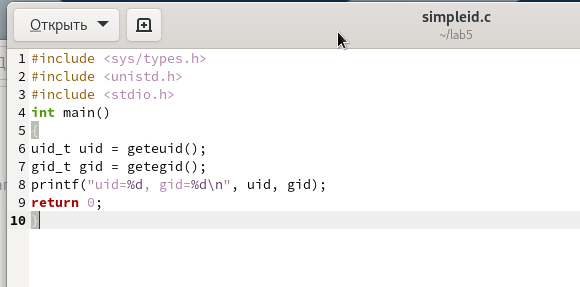 Открыть
simpleid.c
~/lab5
1 #include <sys/types.h>
2 #include <unistd.h>
3 #include <stdio.h>
4 int main()
5 {
6 uid_t uid = geteuid();
7 gid_t gid = getegid();
8 printf("uid=%d, gid=%d\n", uid, gid);
9 return 0;
10 }